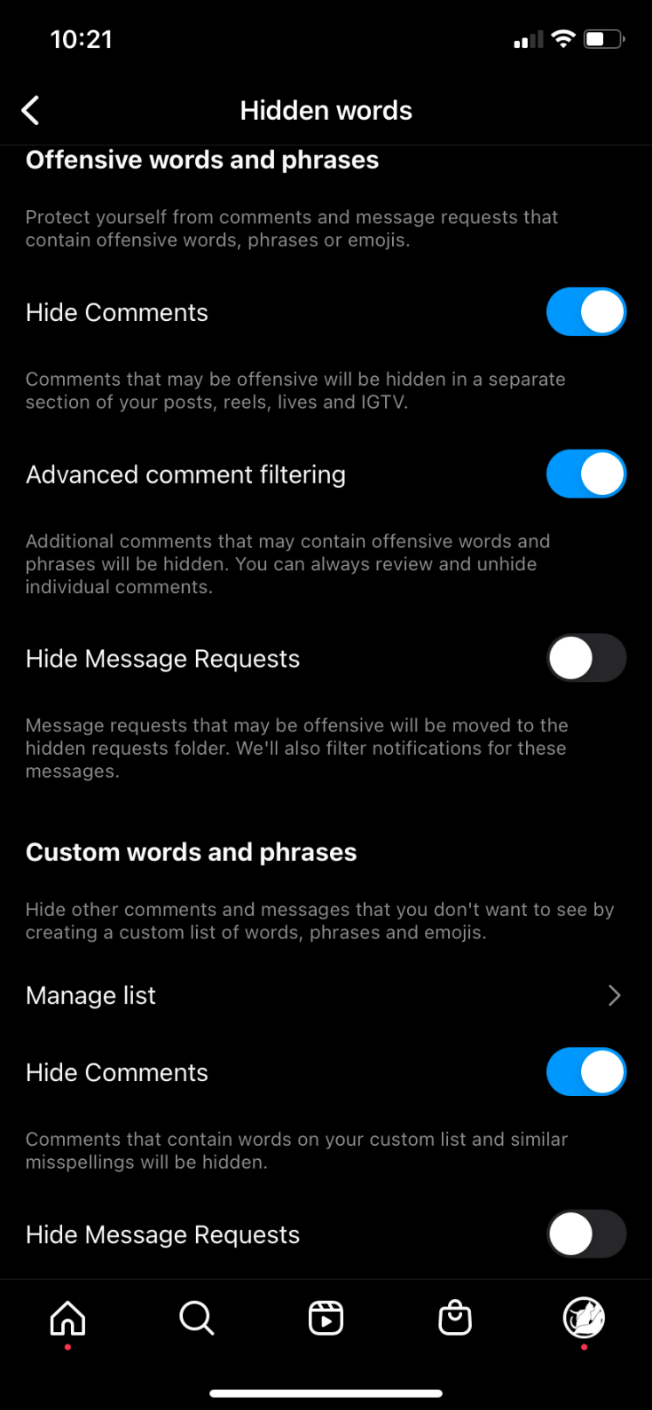 10:21
Hidden words
Offensive words and phrases
Protect yourself from comments and message requests that
contain offensive words, phrases or emojis.
Hide Comments
Comments that may be offensive will be hidden in a separate
section of your posts, reels, lives and IGTV.
Advanced comment filtering
Additional comments that may contain offensive words and
phrases will be hidden. You can always review and unhide
individual comments.
Hide Message Requests
Message requests that may be offensive will be moved to the
hidden requests folder. We'll also filter notifications for these
messages.
Custom words and phrases
Hide other comments and messages that you don't want to see by
creating a custom list of words, phrases and emojis.
Manage list
Hide Comments
Comments that contain words on your custom list and similar
misspellings will be hidden.
Hide Message Requests